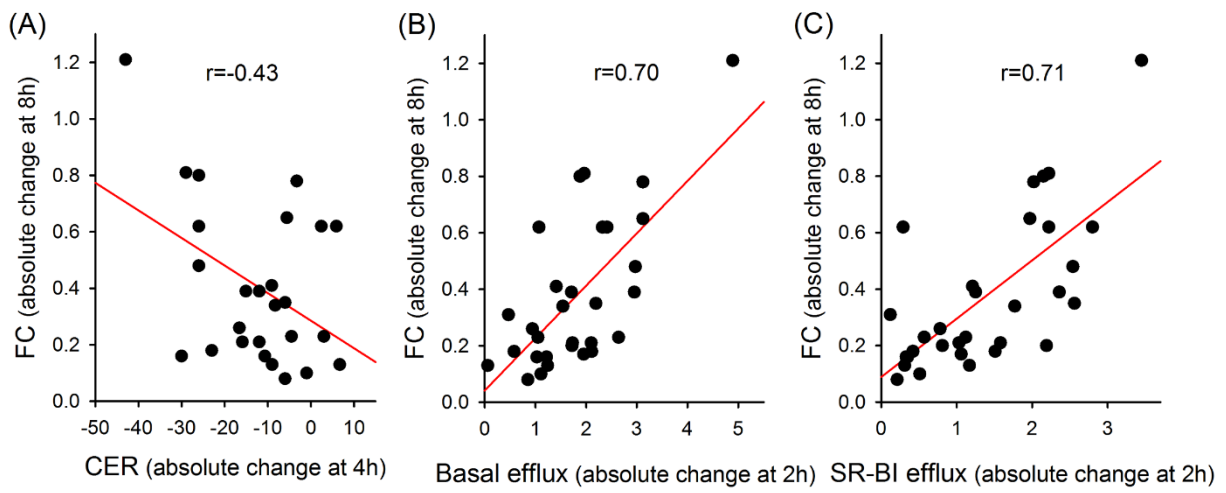 (A)
FC (absolute change at 8h)
1.2
1.0
0.8
0.6
0.4
0.2
0.0
r=-0.43
-50 -40 -30 -20 -10 0 10
CER (absolute change at 4h)
(B)
FC (absolute change at 8h)
1.2
1.0
0.8
0.6
0.4
0.2
0.0
r=0.70
0 1 2 3 4 5
Basal efflux (absolute change at 2h)
(C)
FC (absolute change at 8h)
1.2
1.0
0.8
0.6
0.4
0.2
0.0
r=0.71
0 1 2 3
SR-BI efflux (absolute change at 2h)